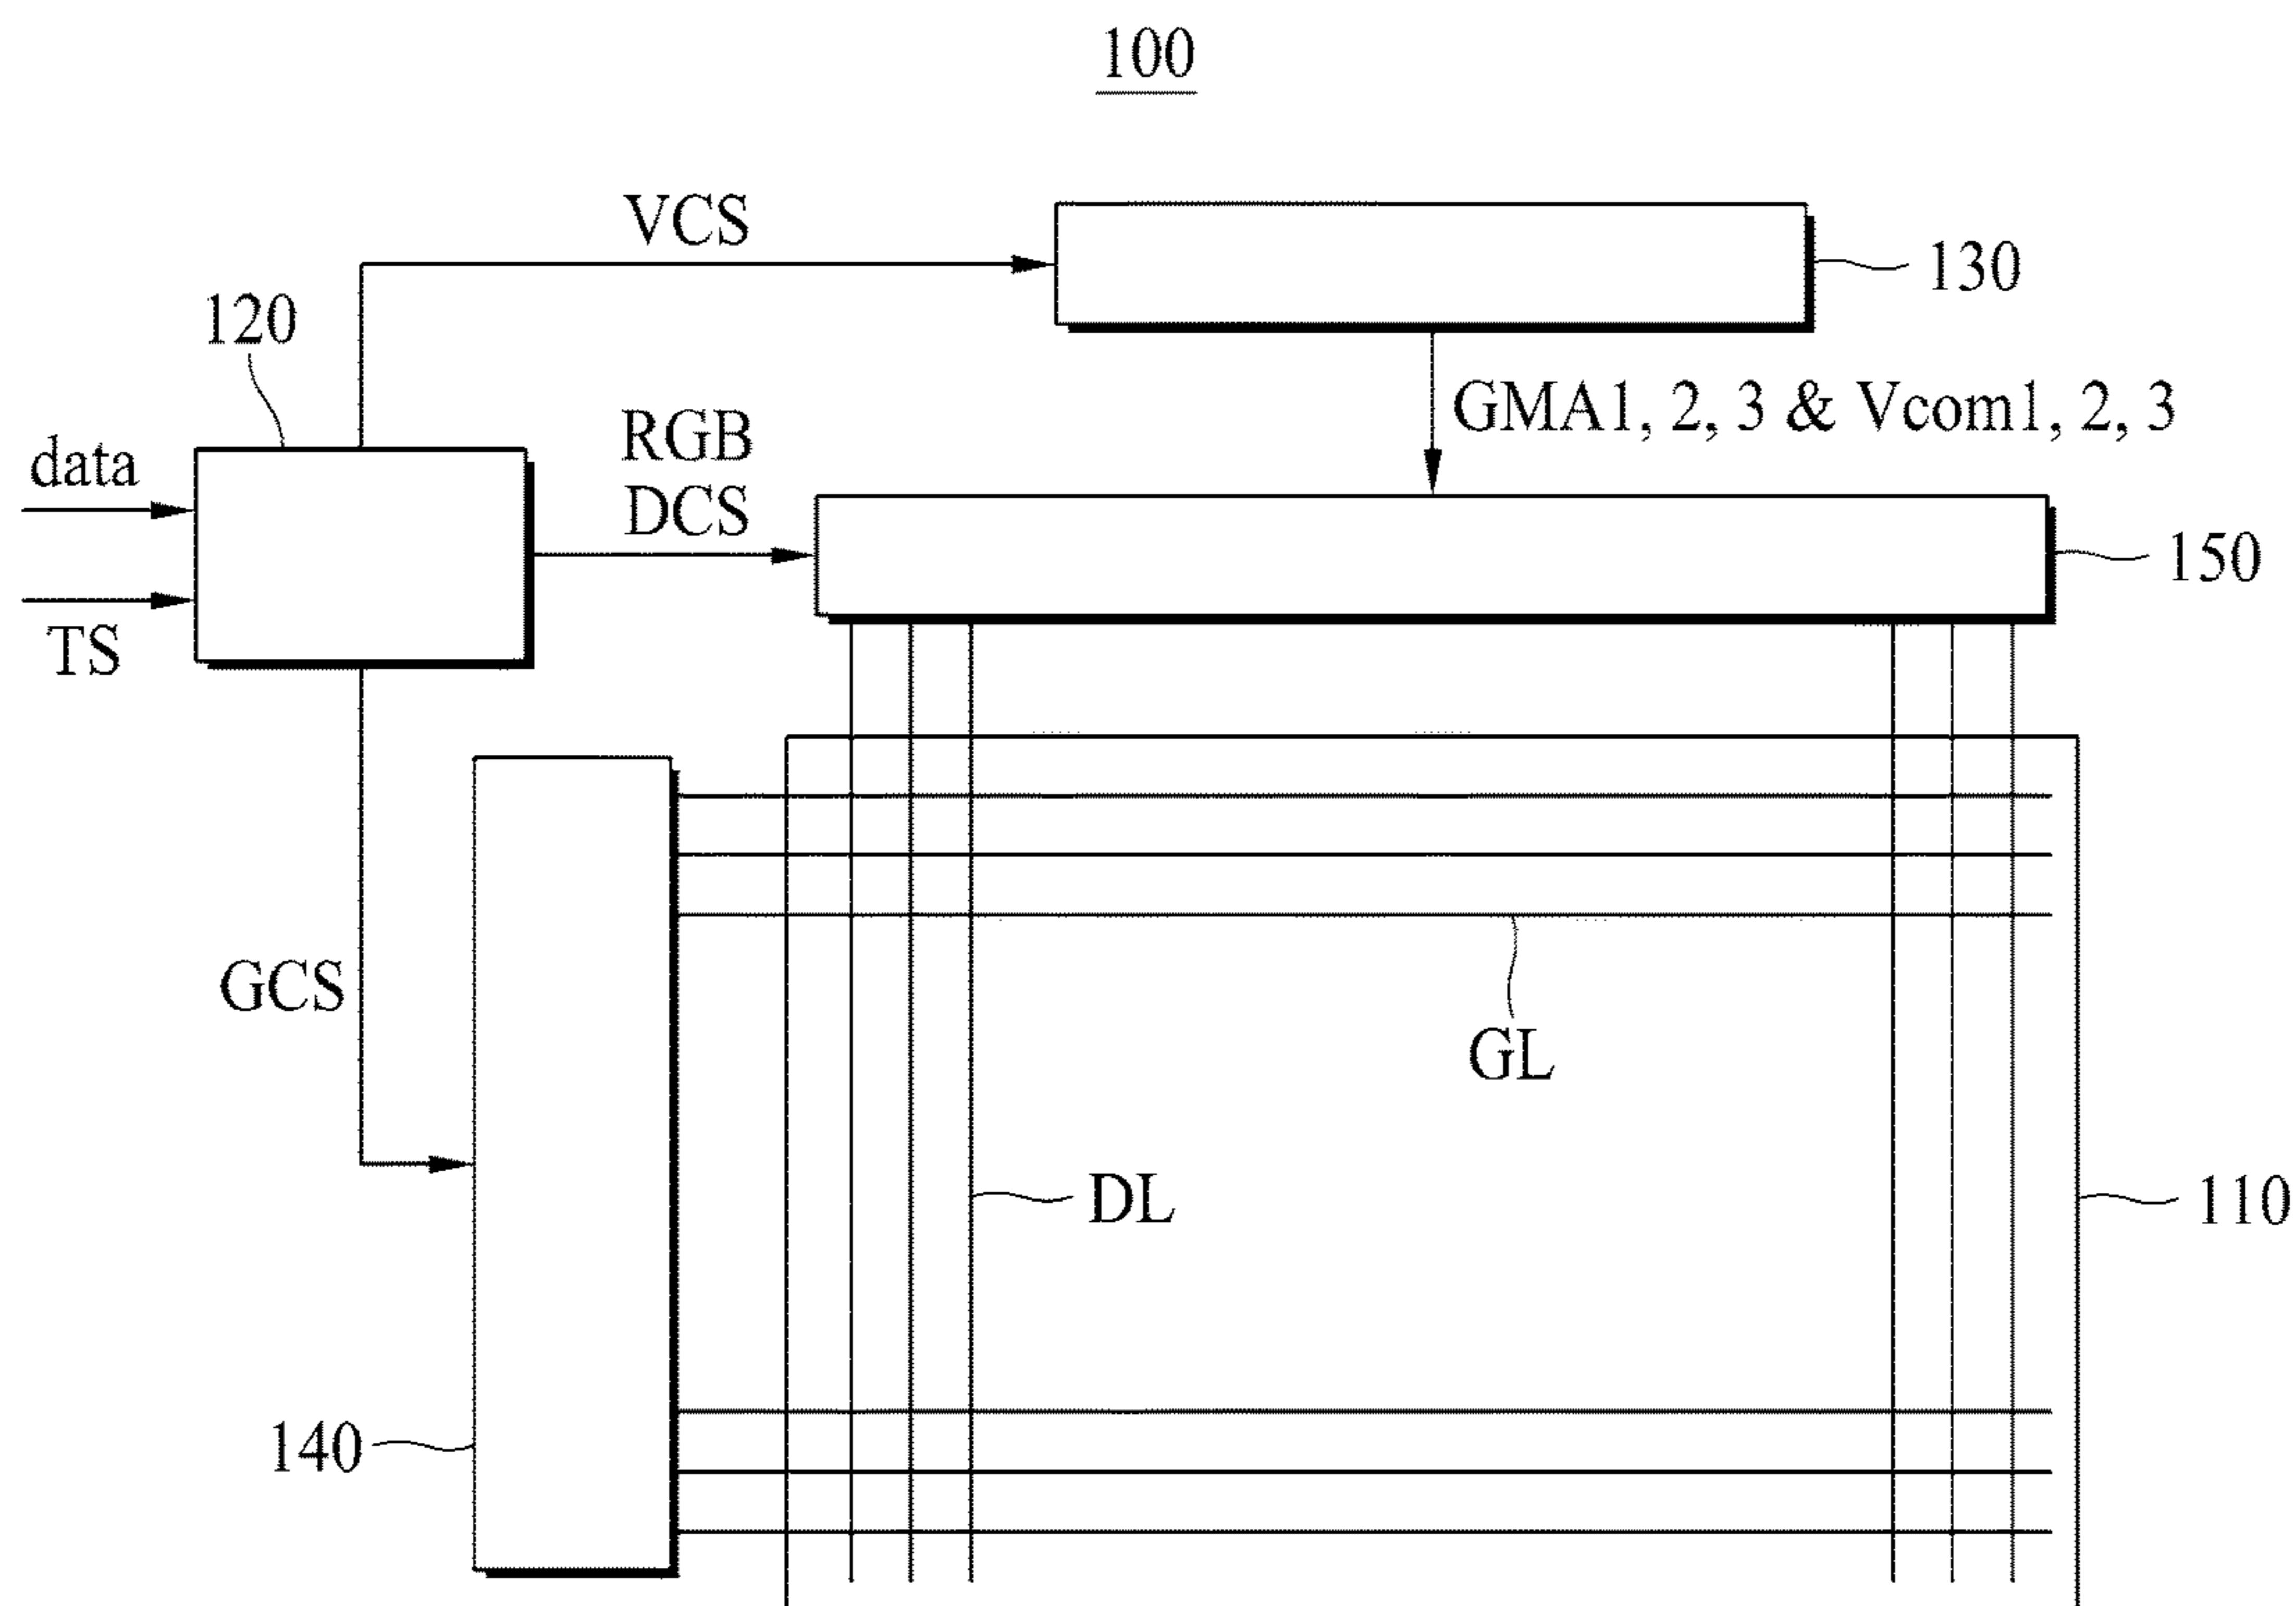 100
VCS
130
120
GMA1, 2, 3 & Vcom1, 2, 3
data
RGB
DCS
150
TS
GCS
GL
DL
110
140